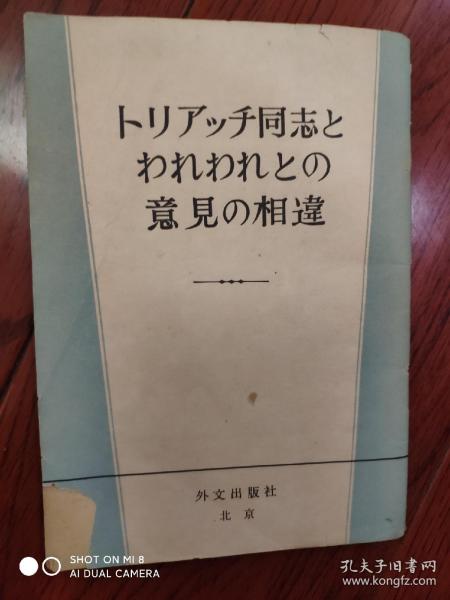 トリアッチ同志と
われわれとの
意見の相違
外文出版社
北京
SHOT ON MI 8
AI DUAL CAMERA
孔夫子旧书网
www.kongfz.com